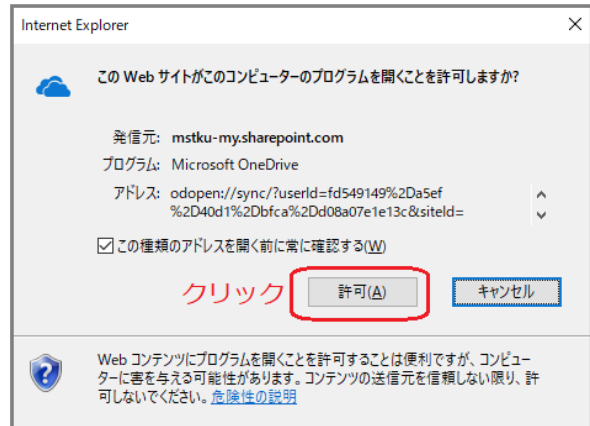 Internet Explorer
この Web サイトがこのコンピューターのプログラムを開くことを許可しますか?
発信元: mstku-my.sharepoint.com
プログラム: Microsoft OneDrive
アドレス: odopen://sync/?userId=fd549149%2Da5ef
%2D40d1%2Dbfca%2Dd08a07e1e13c&siteId=
この種類のアドレスを開く前に常に確認する(W)
クリック 許可(A) キャンセル
Web コンテンツにプログラムを開くことを許可することは便利ですが、コンピュー
ターに害を与える可能性があります。コンテンツの送信元を信頼しない限り、許
可しないでください。危険性の説明